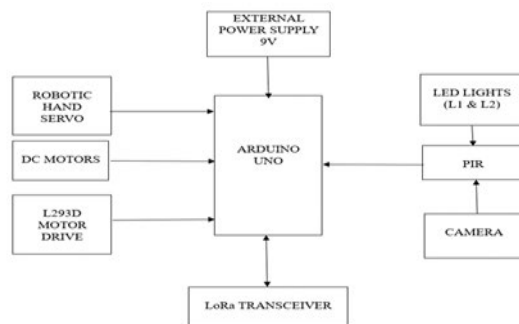 EXTERNAL
POWER SUPPLY
9V
ROBOTIC
HAND
SERVO
LED LIGHTS
(L1 & L2)
ARDUINO
UNO
DC MOTORS
PIR
L293D
MOTOR
DRIVE
CAMERA
LoRa TRANSCEIVER